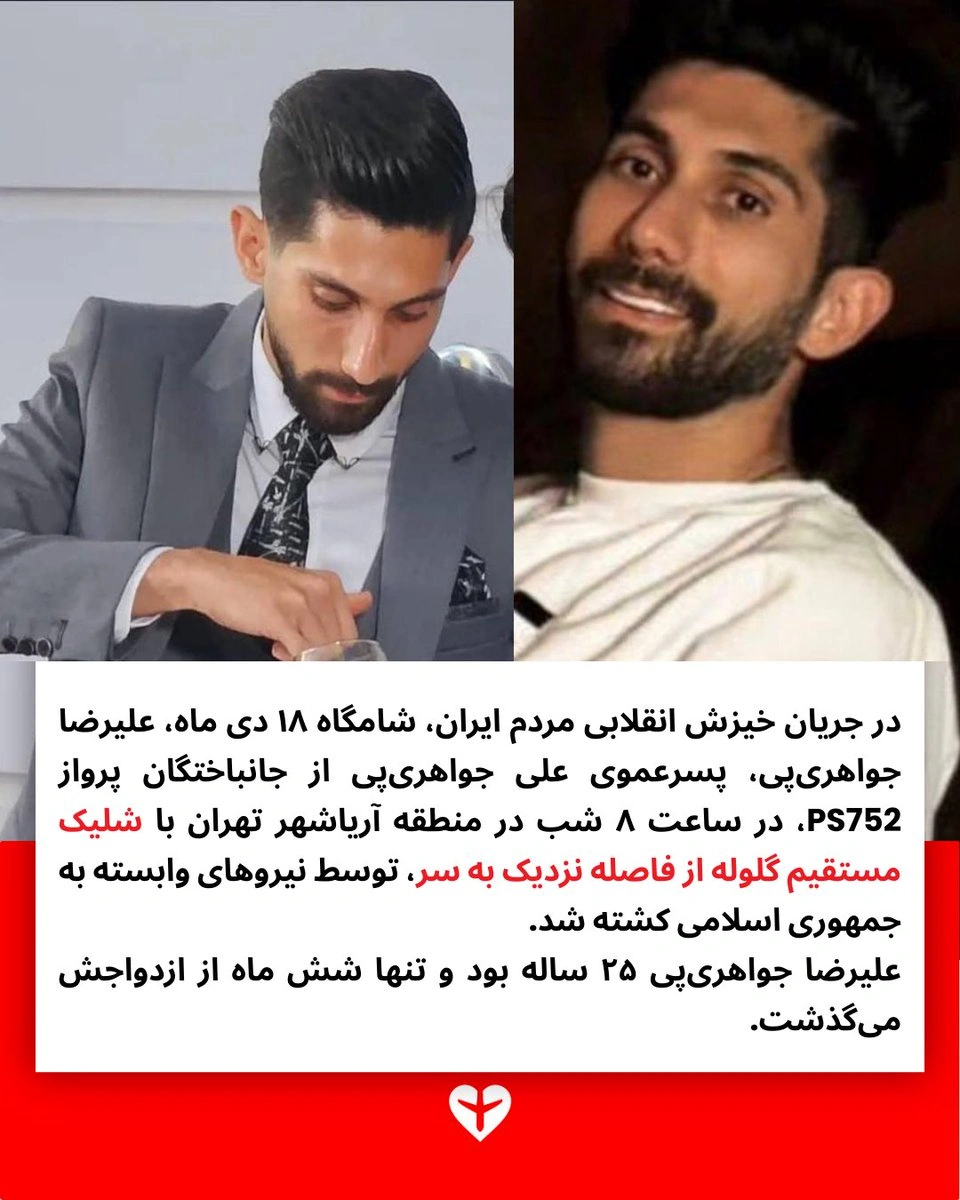 در جریان خیزش انقلابی مردم ایران، شامگاه ۱۸ دی ماه، علیرضا
جواهری‌پی، پسرعموی علی جواهری‌پی از جانباختگان پرواز
PS752، در ساعت ۸ شب در منطقه آریاشهر تهران با شلیک
مستقیم گلوله از فاصله نزدیک به سر، توسط نیروهای وابسته به
جمهوری اسلامی کشته شد.
علیرضا جواهری‌پی ۲۵ ساله بود و تنها شش ماه از ازدواجش
می‌گذشت.